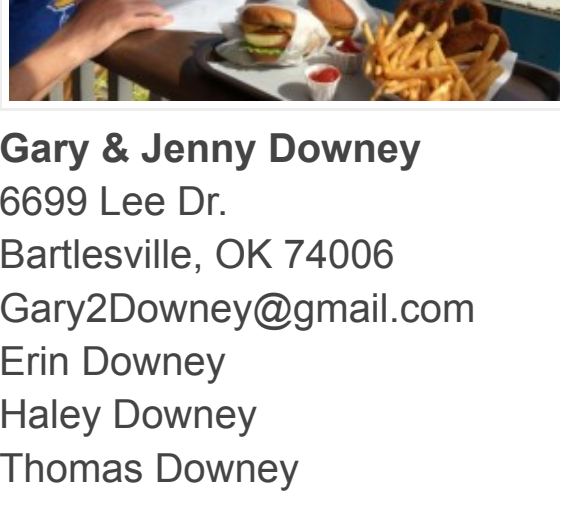 Gary & Jenny Downey
6699 Lee Dr.
Bartlesville, OK 74006
Gary2Downey@gmail.com
Erin Downey
Haley Downey
Thomas Downey